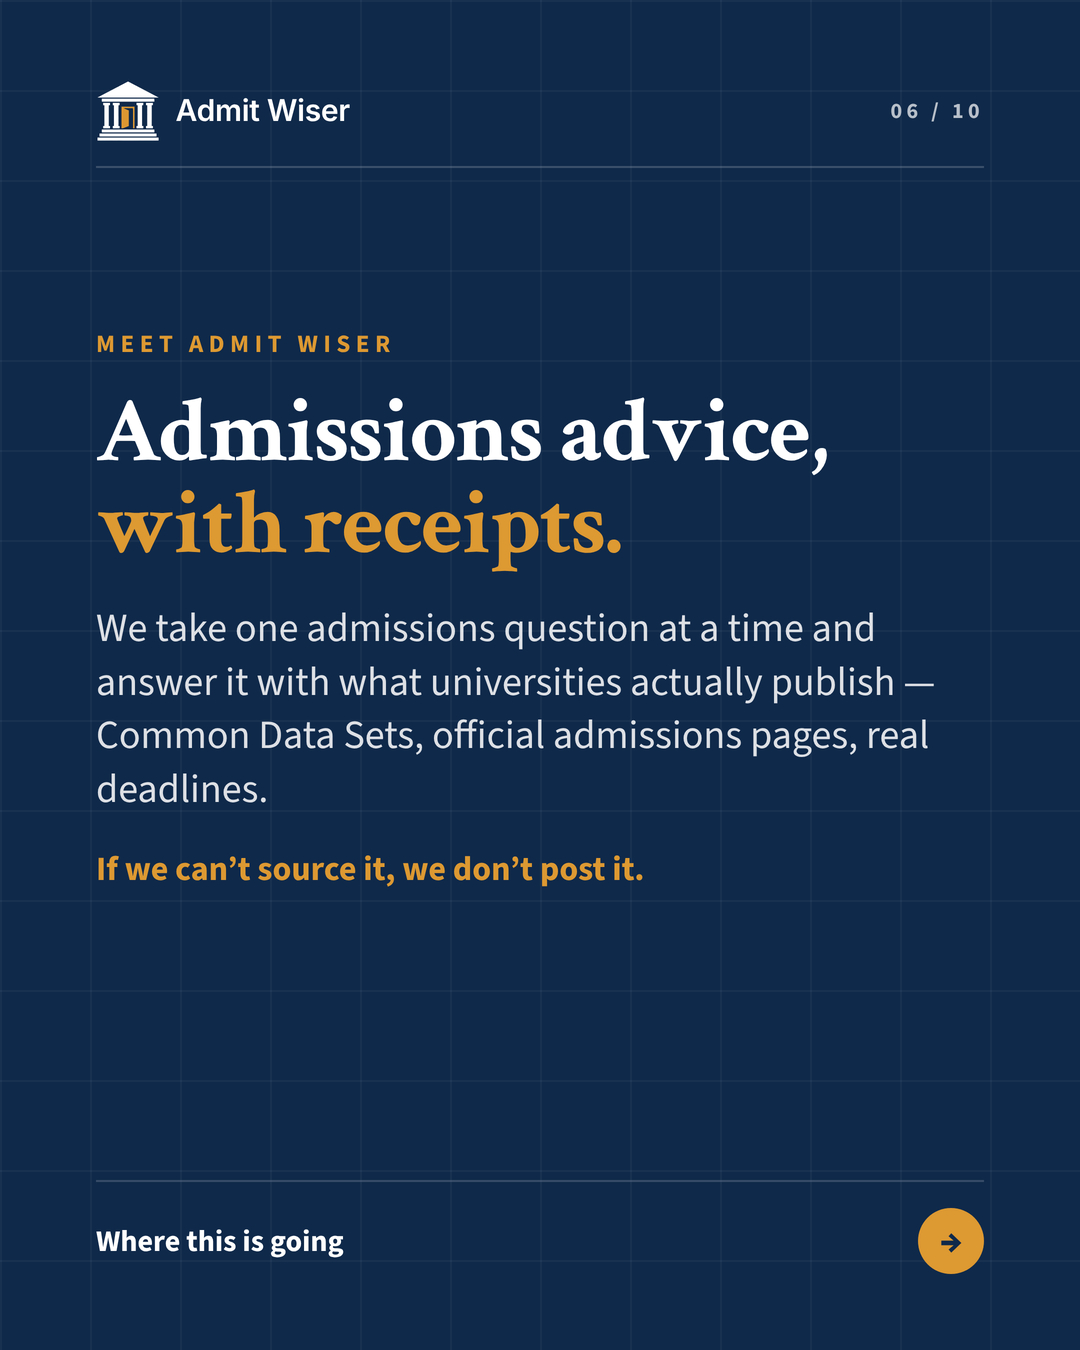 Admit Wiser
06 / 10
MEET ADMIT WISER
Admissions advice,
with receipts.
We take one admissions question at a time and
answer it with what universities actually publish —
Common Data Sets, official admissions pages, real
deadlines.
If we can’t source it, we don’t post it.
Where this is going